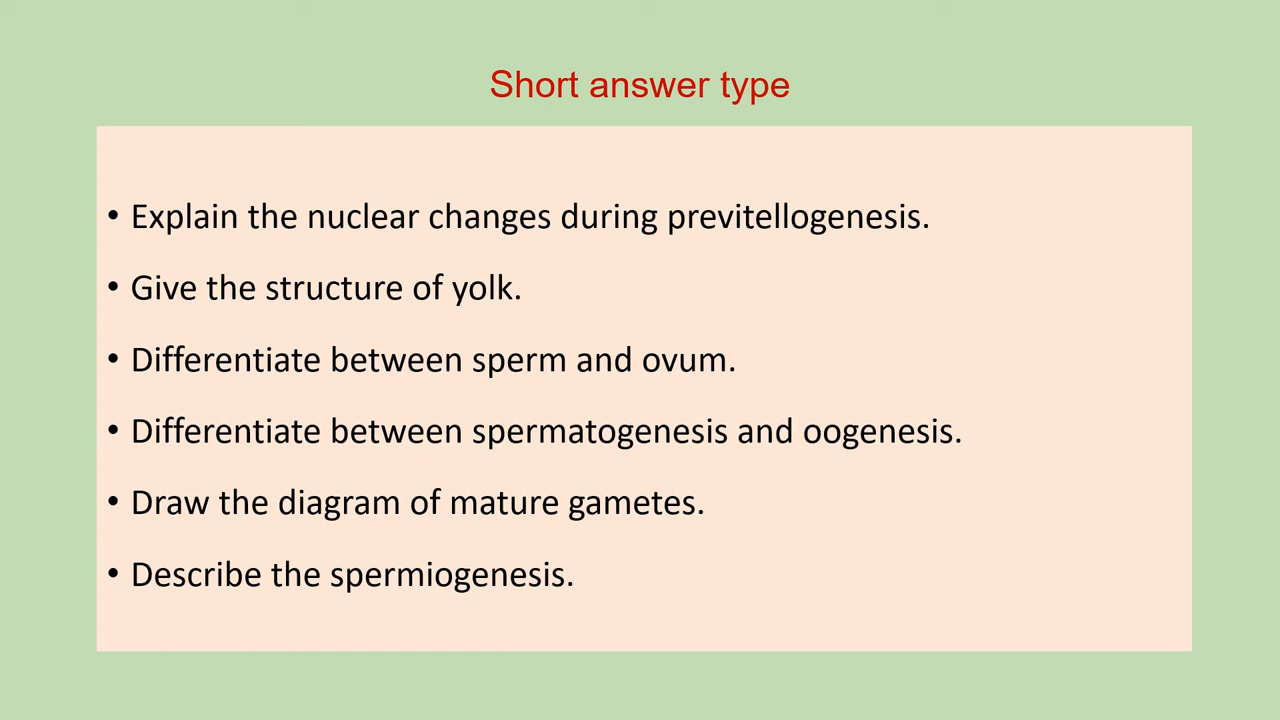 Short answer type
• Explain the nuclear changes during previtellogenesis.
• Give the structure of yolk.
• Differentiate between sperm and ovum.
• Differentiate between spermatogenesis and oogenesis.
• Draw the diagram of mature gametes.
• Describe the spermiogenesis.